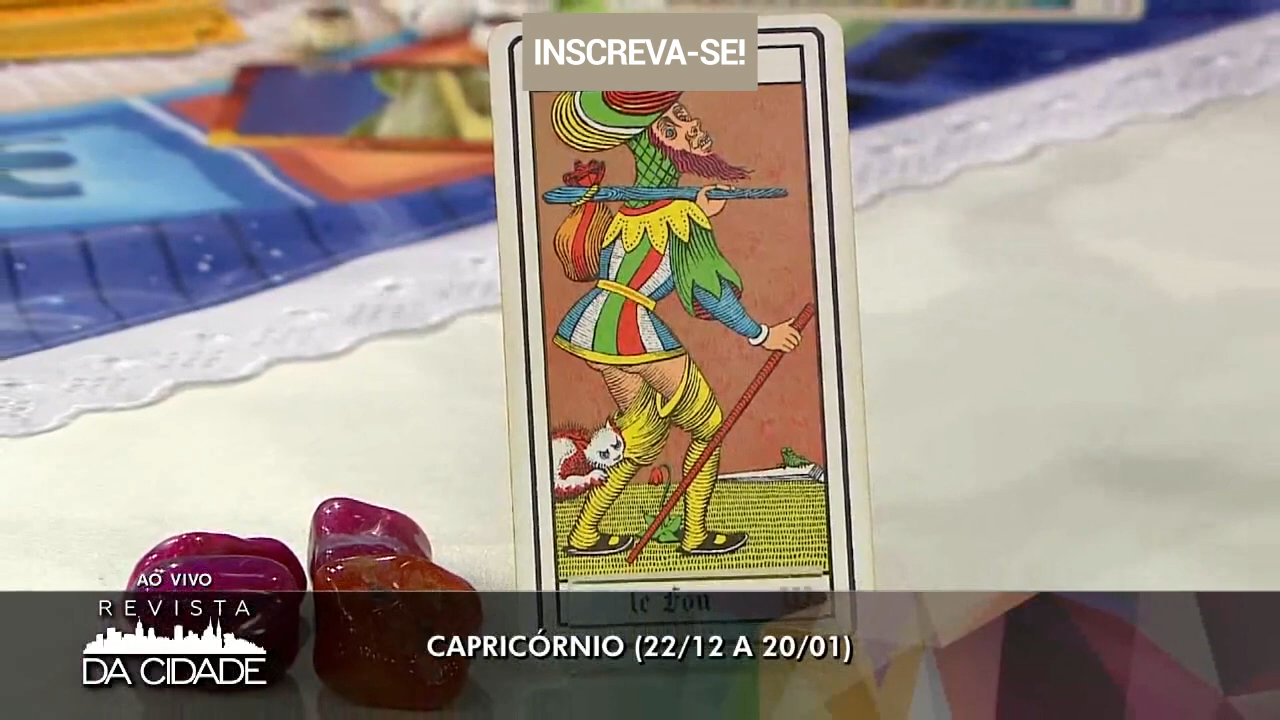 INSCREVA-SE!
le Fou
AO VIVO
REVISTA
DA CIDADE
CAPRICÓRNIO (22/12 A 20/01)